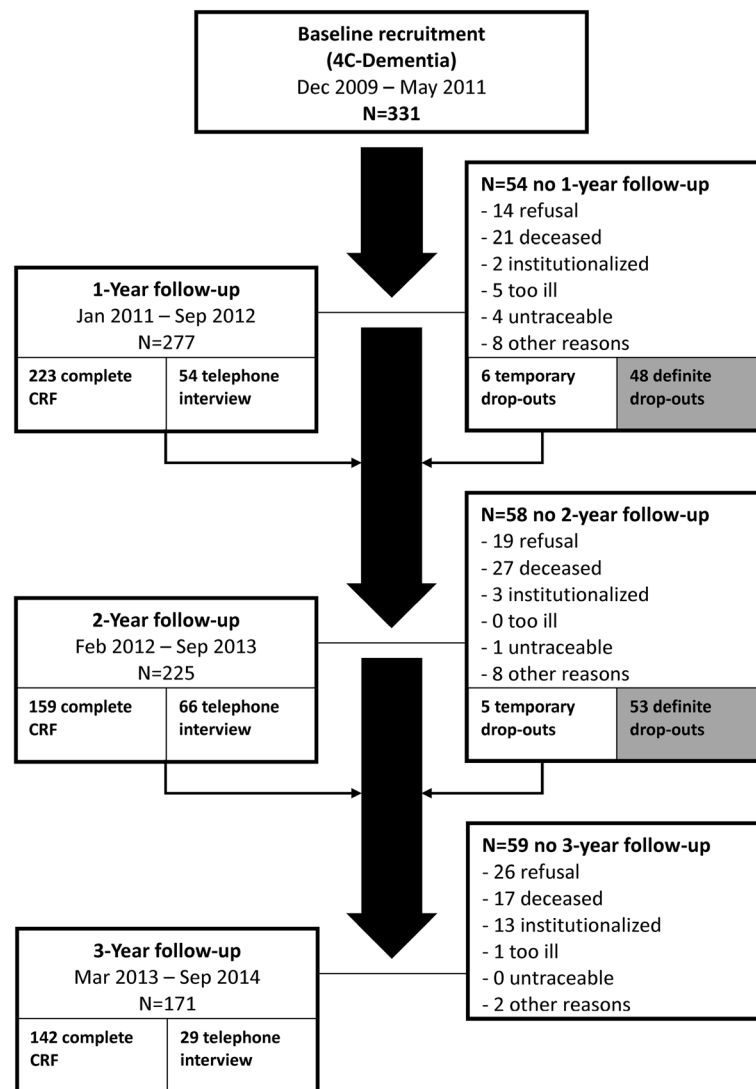 Baseline recruitment
(4C-Dementia)
Dec 2009 – May 2011
N=331
N=54 no 1-year follow-up
- 14 refusal
- 21 deceased
- 2 institutionalized
- 5 too ill
- 4 untraceable
- 8 other reasons
6 temporary
drop-outs
48 definite
drop-outs
1-Year follow-up
Jan 2011 – Sep 2012
N=277
223 complete
CRF
54 telephone
interview
N=58 no 2-year follow-up
- 19 refusal
- 27 deceased
- 3 institutionalized
- 0 too ill
- 1 untraceable
- 8 other reasons
5 temporary
drop-outs
53 definite
drop-outs
2-Year follow-up
Feb 2012 – Sep 2013
N=225
159 complete
CRF
66 telephone
interview
N=59 no 3-year follow-up
- 26 refusal
- 17 deceased
- 13 institutionalized
- 1 too ill
- 0 untraceable
- 2 other reasons
3-Year follow-up
Mar 2013 – Sep 2014
N=171
142 complete
CRF
29 telephone
interview